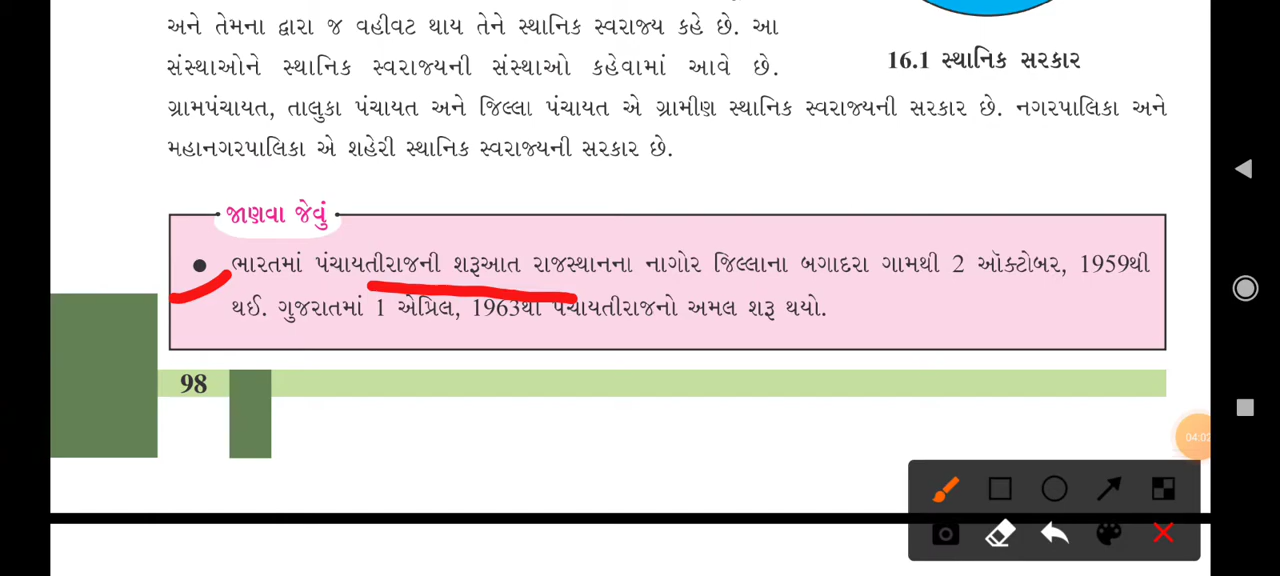 અને તેમના દ્વારા જ વહીવટ થાય તેને સ્થાનિક સ્વરાજ્ય કહે છે. આ
સંસ્થાઓને સ્થાનિક સ્વરાજ્યની સંસ્થાઓ કહેવામાં આવે છે.
16.1 સ્થાનિક સરકાર
ગ્રામપંચાયત, તાલુકા પંચાયત અને જિલ્લા પંચાયત એ ગ્રામીણ સ્થાનિક સ્વરાજ્યની સરકાર છે. નગરપાલિકા અને
મહાનગરપાલિકા એ શહેરી સ્થાનિક સ્વરાજ્યની સરકાર છે.
જાણવા જેવું
● ભારતમાં પંચાયતીરાજની શરૂઆત રાજસ્થાનના નાગોર જિલ્લાના બગાદરા ગામથી 2 ઑક્ટોબર, 1959થી
થઈ. ગુજરાતમાં 1 એપ્રિલ, 1963થી પંચાયતીરાજનો અમલ શરૂ થયો.
98
04:02